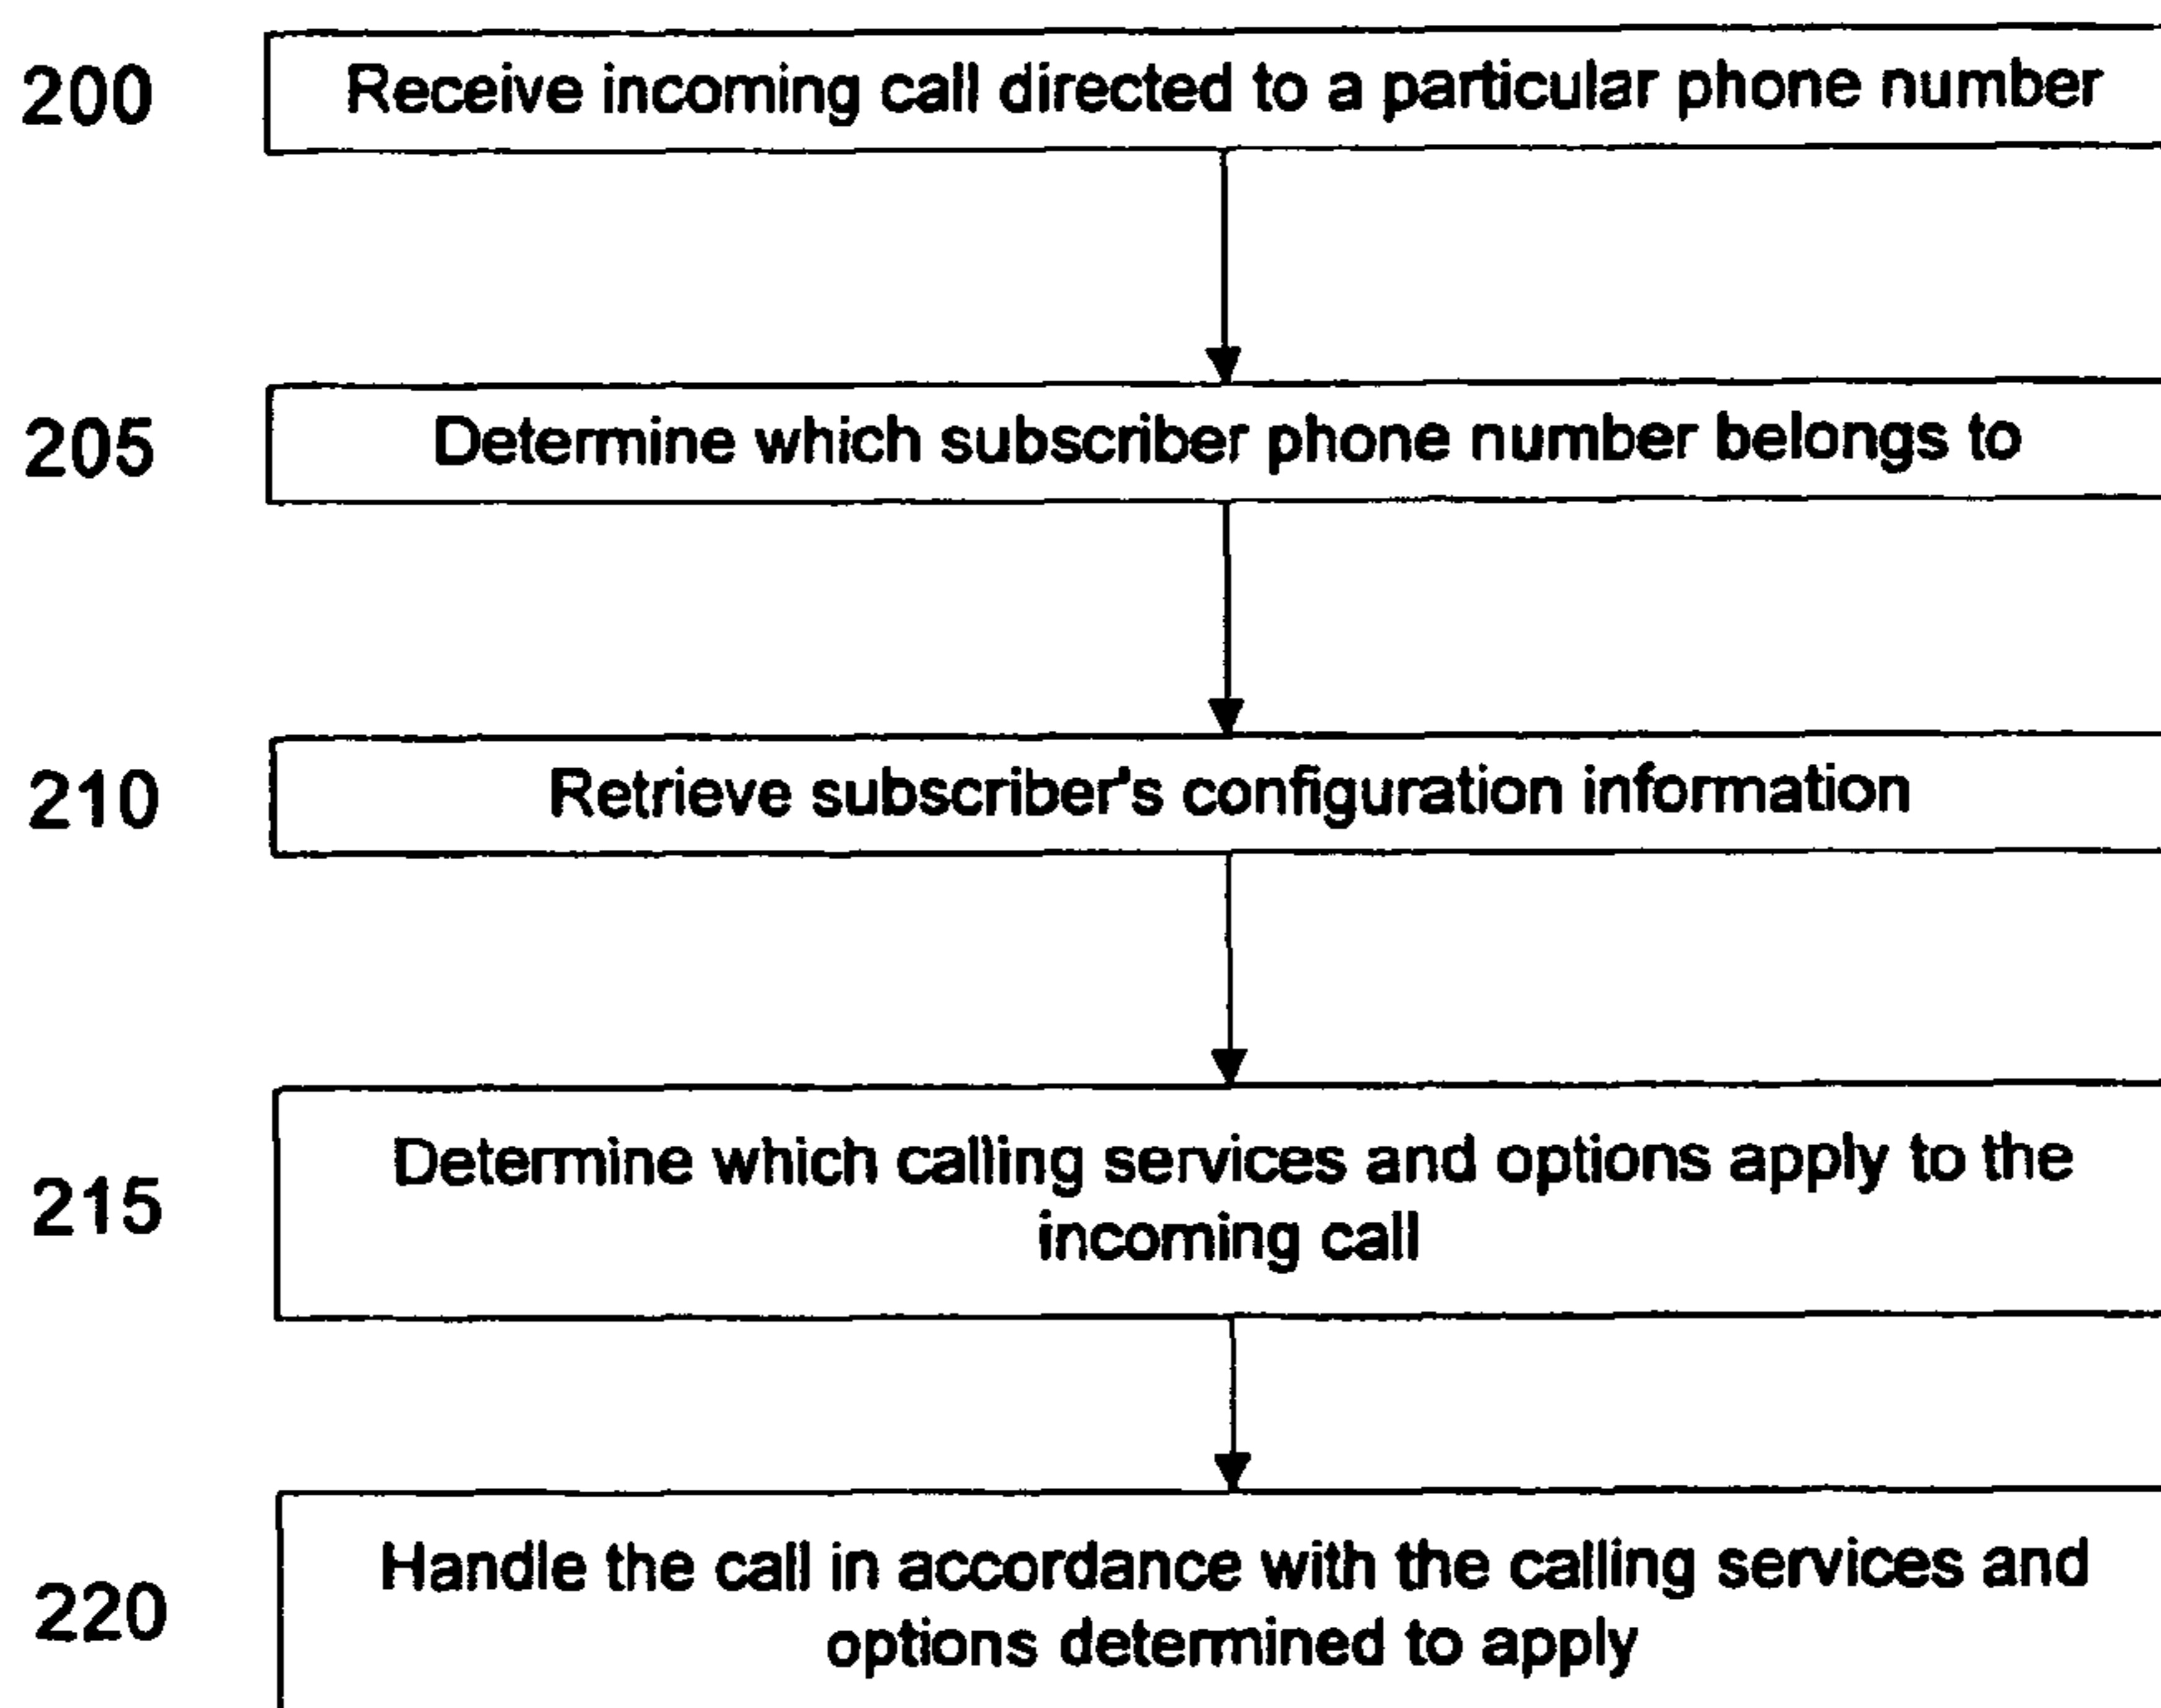 200
Receive incoming call directed to a particular phone number
205
Determine which subscriber phone number belongs to
210
Retrieve subscriber's configuration information
215
Determine which calling services and options apply to the
incoming call
220
Handle the call in accordance with the calling services and
options determined to apply